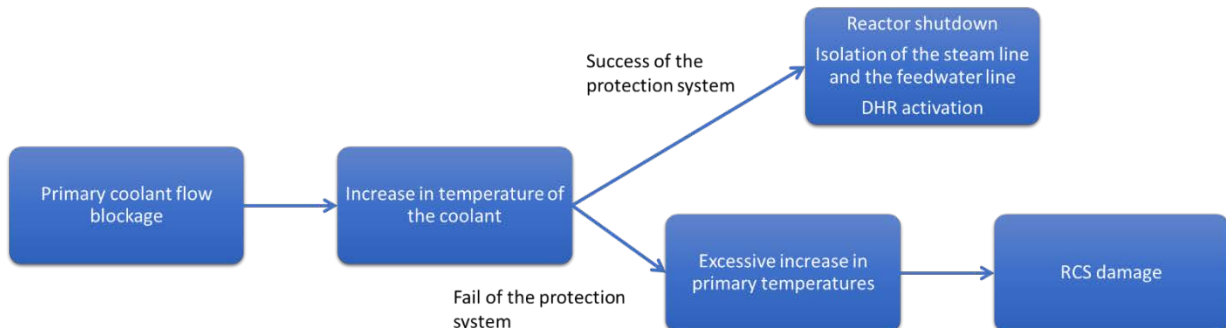 Primary coolant flow
blockage
Increase in temperature of
the coolant
Success of the
protection system
Reactor shutdown
Isolation of the steam line
and the feedwater line
DHR activation
Fail of the protection
system
Excessive increase in
primary temperatures
RCS damage